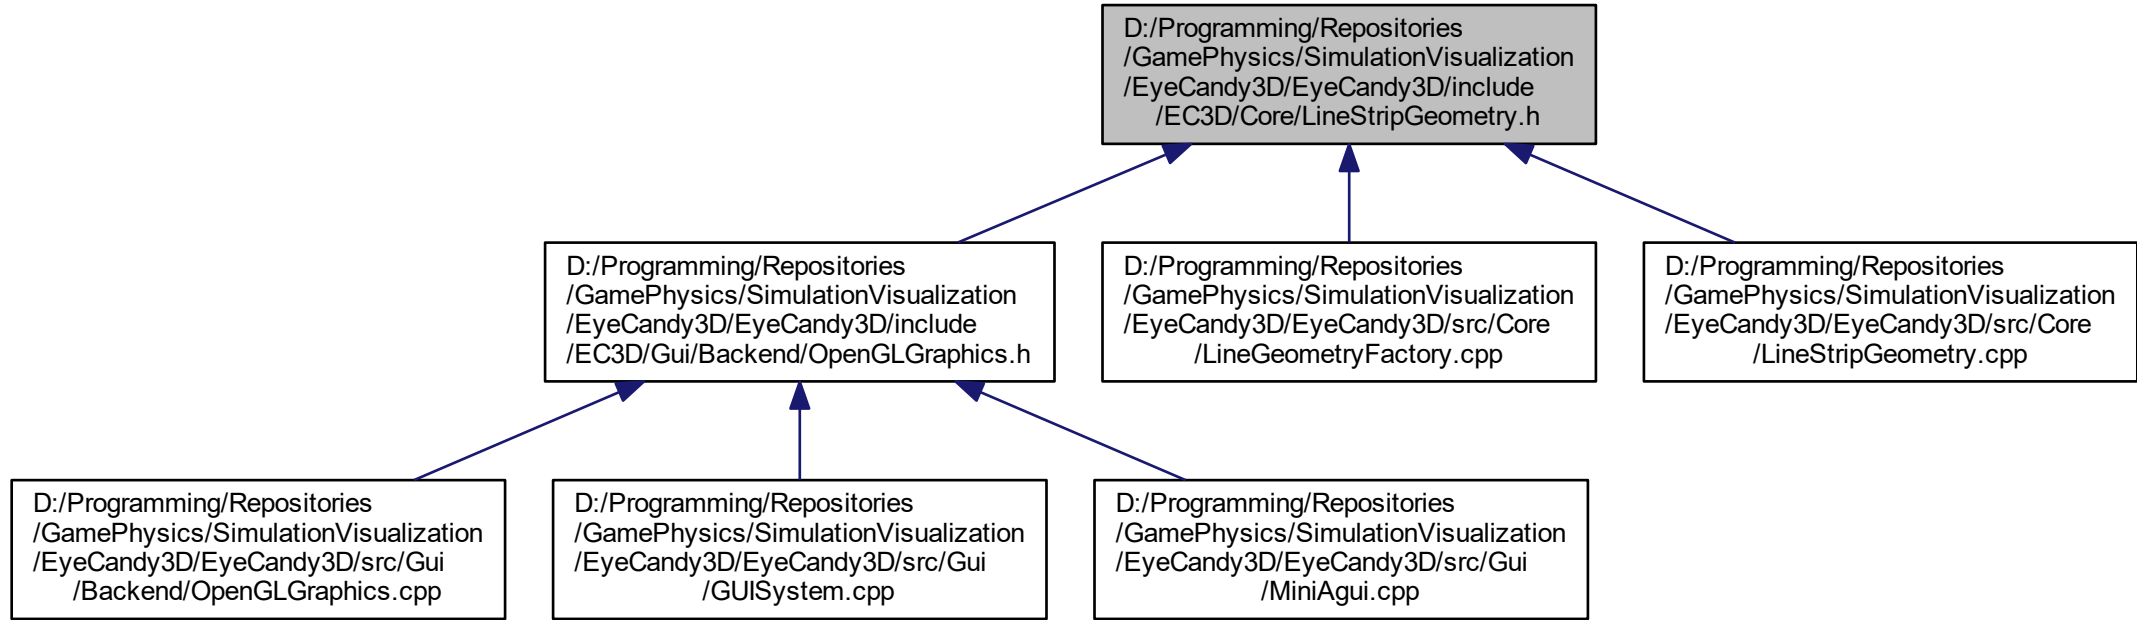 D:/Programming/Repositories
/GamePhysics/SimulationVisualization
/EyeCandy3D/EyeCandy3D/include
/EC3D/Core/LineStripGeometry.h
D:/Programming/Repositories
/GamePhysics/SimulationVisualization
/EyeCandy3D/EyeCandy3D/include
/EC3D/Gui/Backend/OpenGLGraphics.h
D:/Programming/Repositories
/GamePhysics/SimulationVisualization
/EyeCandy3D/EyeCandy3D/src/Core
/LineGeometryFactory.cpp
D:/Programming/Repositories
/GamePhysics/SimulationVisualization
/EyeCandy3D/EyeCandy3D/src/Core
/LineStripGeometry.cpp
D:/Programming/Repositories
/GamePhysics/SimulationVisualization
/EyeCandy3D/EyeCandy3D/src/Gui
/Backend/OpenGLGraphics.cpp
D:/Programming/Repositories
/GamePhysics/SimulationVisualization
/EyeCandy3D/EyeCandy3D/src/Gui
/GUISystem.cpp
D:/Programming/Repositories
/GamePhysics/SimulationVisualization
/EyeCandy3D/EyeCandy3D/src/Gui
/MiniAgui.cpp